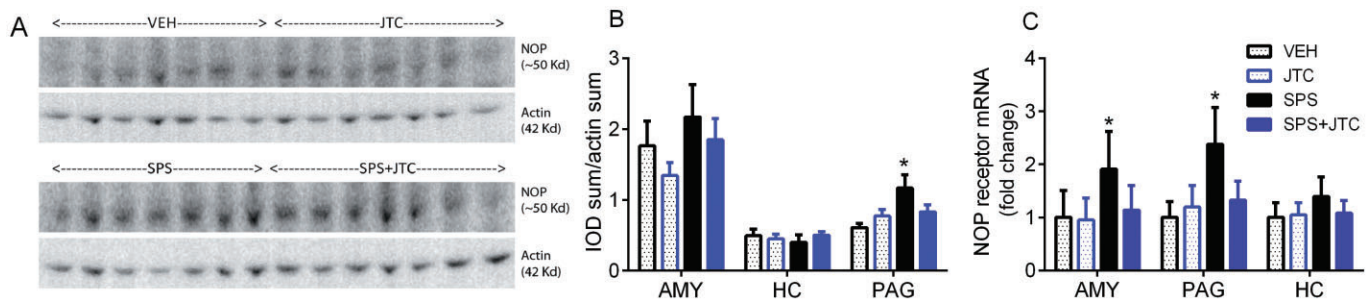 A
<-----------------VEH-------------> <--------------JTC----------------->
NOP
(~50 Kd)
Actin
(42 Kd)
<----------------SPS-------------> <-------------SPS+JTC------------->
NOP
(~50 Kd)
Actin
(42 Kd)
B
IOD sum/actin sum
3
2
1
0
*
AMY HC PAG
C
NOP receptor mRNA
(fold change)
4
3
2
1
0
* *
AMY PAG HC
VEH
JTC
SPS
SPS+JTC